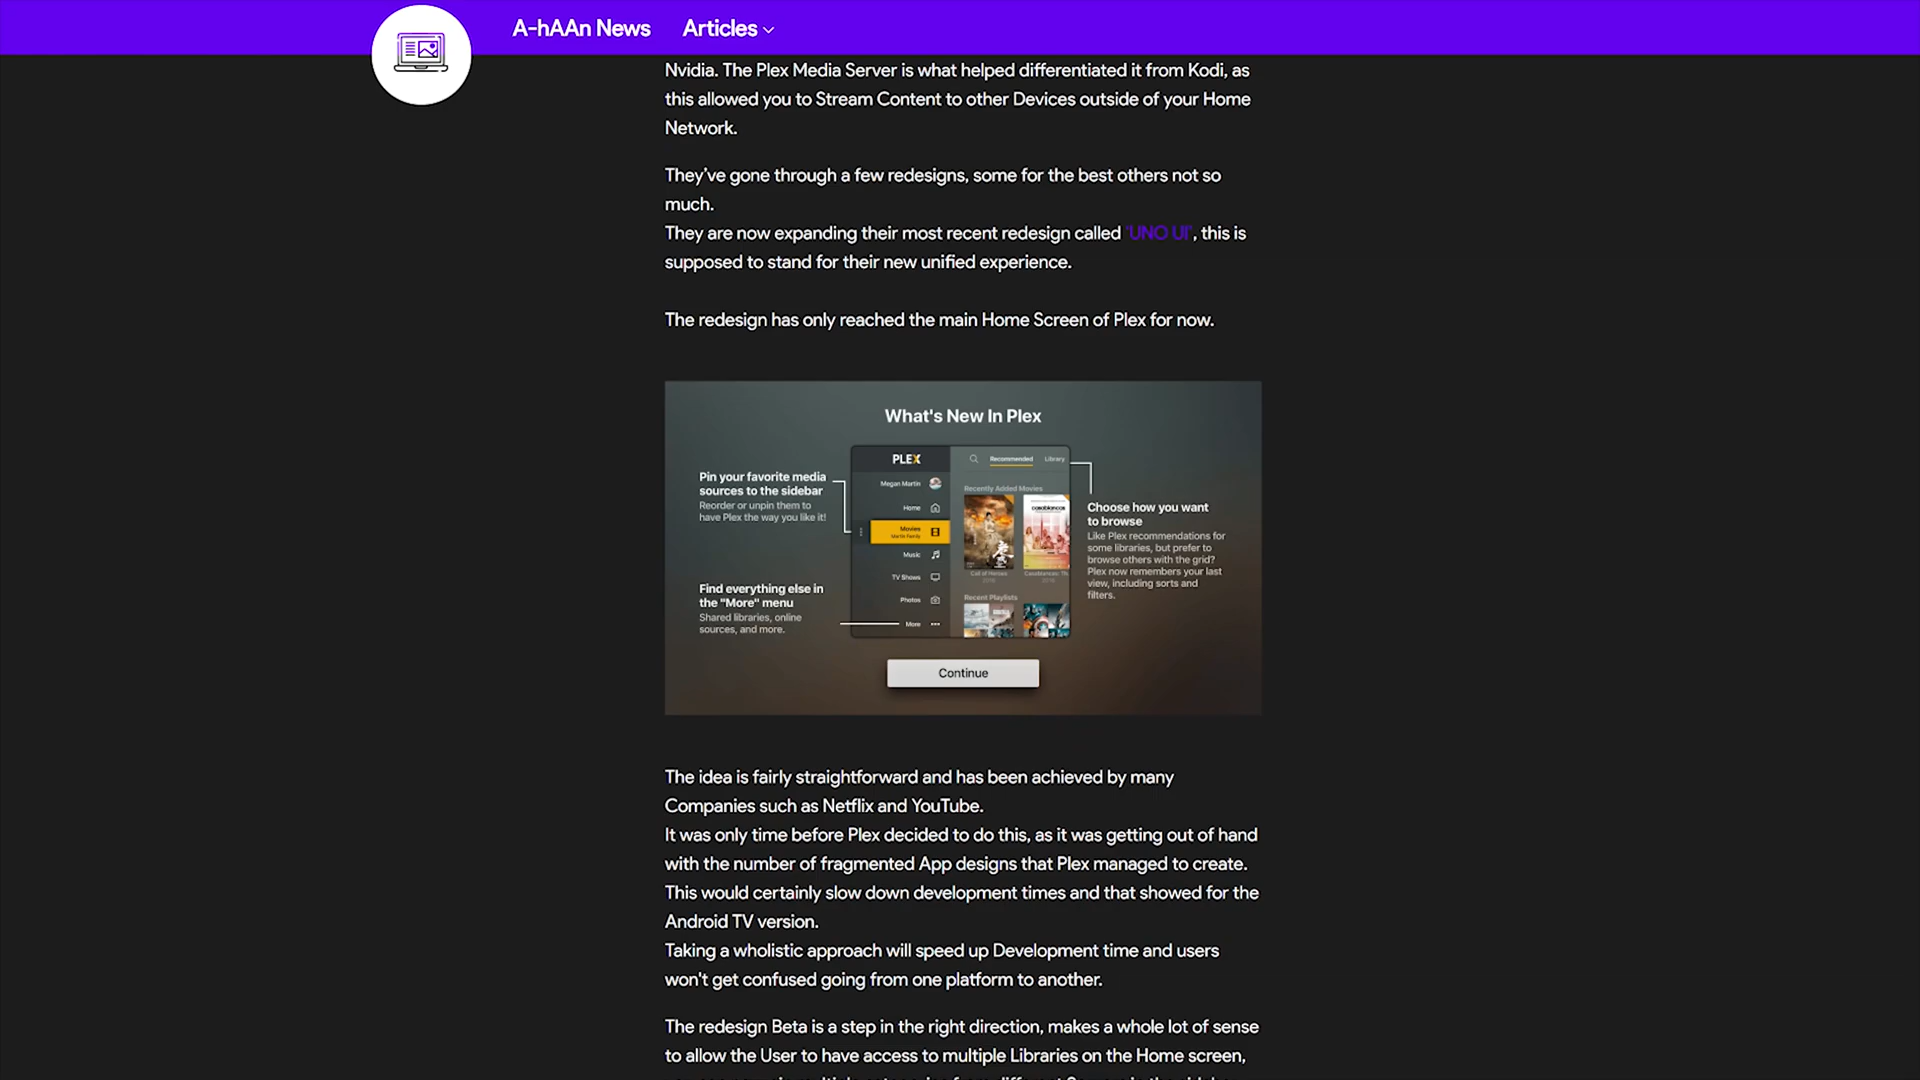 A-hAAn News
Articles
Nvidia. The Plex Media Server is what helped differentiated it from Kodi, as
this allowed you to Stream Content to other Devices outside of your Home
Network.
They've gone through a few redesigns, some for the best others not so
much.
They are now expanding their most recent redesign called 'UNO UI', this is
supposed to stand for their new unified experience.
The redesign has only reached the main Home Screen of Plex for now.
What's New In Plex
Pin your favorite media
sources to the sidebar
Reorder or unpin them to
have Plex the way you like it!
Find everything else in
the "More" menu
Shared libraries, online
sources, and more.
PLEX
Megan Martin
Home
Movies
Martin Family
Music
TV Shows
Photos
More
Recommended
Library
Recently Added Movies
Call of Heroes
2016
Casablancas: Th
2016
Recent Playlists
Choose how you want
to browse
Like Plex recommendations for
some libraries, but prefer to
browse others with the grid?
Plex now remembers your last
view, including sorts and
filters.
Continue
The idea is fairly straightforward and has been achieved by many
Companies such as Netflix and YouTube.
It was only time before Plex decided to do this, as it was getting out of hand
with the number of fragmented App designs that Plex managed to create.
This would certainly slow down development times and that showed for the
Android TV version.
Taking a wholistic approach will speed up Development time and users
won't get confused going from one platform to another.
The redesign Beta is a step in the right direction, makes a whole lot of sense
to allow the User to have access to multiple Libraries on the Home screen,